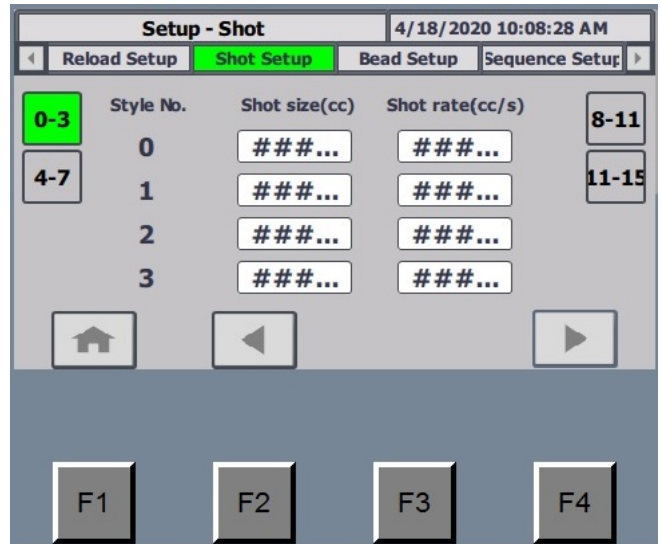 Setup - Shot 4/18/2020 10:08:28 AM
Reload Setup Shot Setup Bead Setup Sequence Setup
Style No. Shot size(cc) Shot rate(cc/s)
0-3 8-11
0 ###... ###...
4-7 11-15
1 ###... ###...
2 ###... ###...
3 ###... ###...
F1 F2 F3 F4